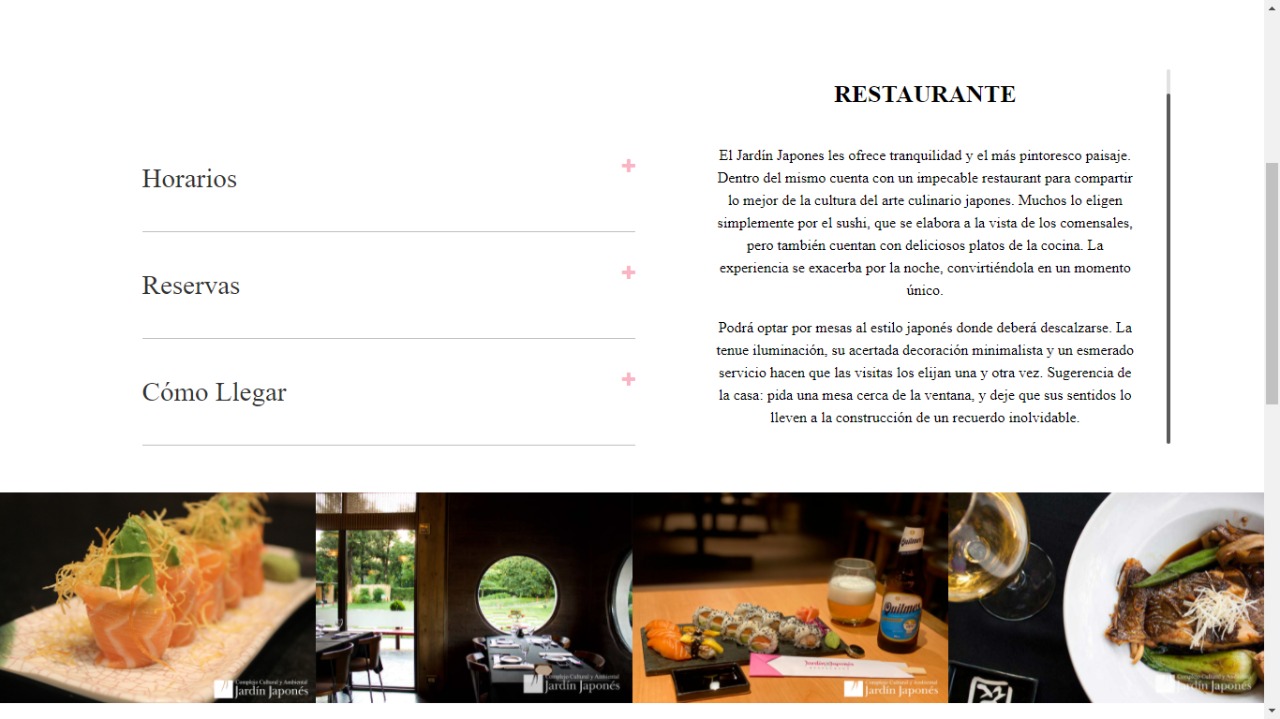 Horarios
Reservas
Cómo Llegar
RESTAURANTE
El Jardín Japones les ofrece tranquilidad y el más pintoresco paisaje.
Dentro del mismo cuenta con un impecable restaurant para compartir
lo mejor de la cultura del arte culinario japones. Muchos lo eligen
simplemente por el sushi, que se elabora a la vista de los comensales,
pero también cuentan con deliciosos platos de la cocina. La
experiencia se exacerba por la noche, convirtiéndola en un momento
único.
Podrá optar por mesas al estilo japonés donde deberá descalzarse. La
tenue iluminación, su acertada decoración minimalista y un esmerado
servicio hacen que las visitas los elijan una y otra vez. Sugerencia de
la casa: pida una mesa cerca de la ventana, y deje que sus sentidos lo
lleven a la construcción de un recuerdo inolvidable.
Complejo Cultural y Ambiental
Jardín Japonés
Complejo Cultural y Ambiental
Jardín Japonés
Quilmes
Quilmes
JardínJaponés
Complejo Cultural y Ambiental
Jardín Japonés
Complejo Cultural y Ambiental
Jardín Japonés